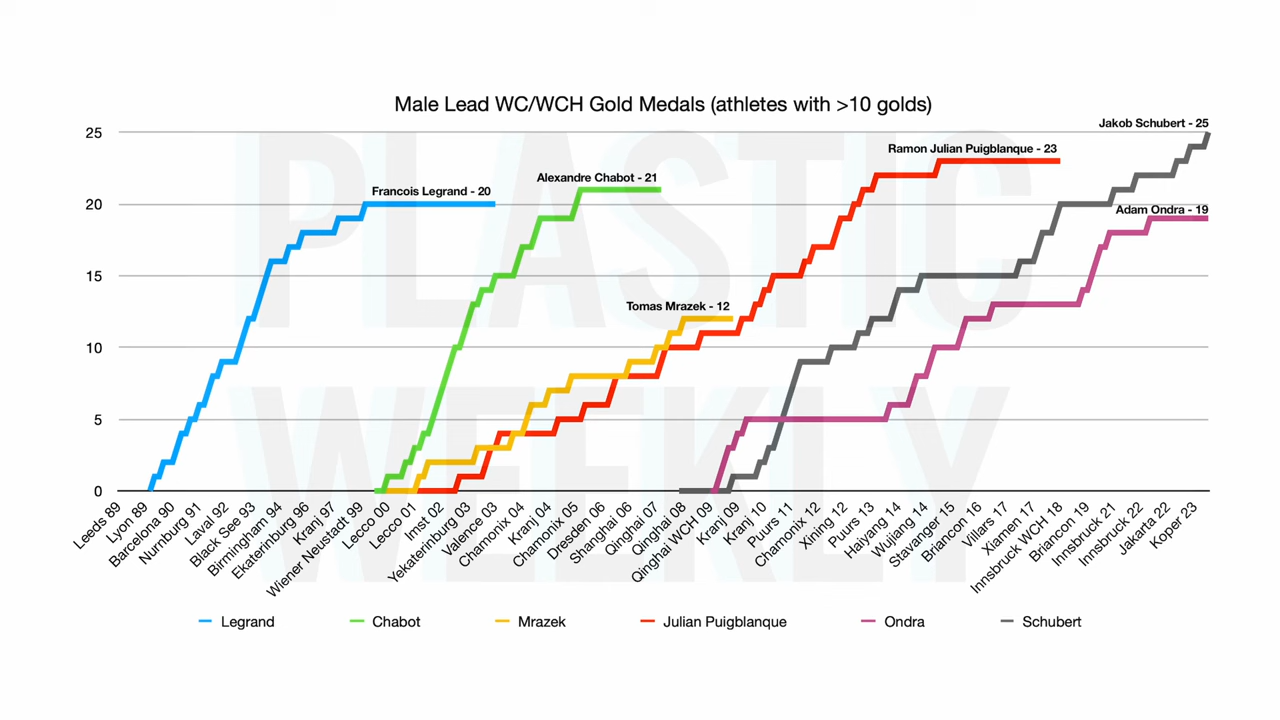 Male Lead WC/WCH Gold Medals (athletes with >10 golds)
25
20
15
10
5
0
Francois Legrand - 20
Alexandre Chabot - 21
Tomas Mrazek - 12
Ramon Julian Puigblanque - 23
Jakob Schubert - 25
Adam Ondra - 19
Leeds 89
Lyon 89
Barcelona 90
Nurnburg 91
Laval 92
Black See 93
Birmingham 94
Ekaterinburg 96
Kranj 97
Wiener Neustadt 99
Lecco 00
Lecco 01
Imst 02
Yekaterinburg 03
Valence 03
Chamonix 04
Kranj 04
Chamonix 05
Dresden 06
Shanghai 06
Qinghai 07
Qinghai 08
Qinghai WCH 09
Kranj 09
Kranj 10
Puurs 11
Chamonix 12
Xining 12
Puurs 13
Haiyang 14
Wujang 14
Stavanger 15
Briancon 16
Villars 17
Xiamen 17
Innsbruck WCH 18
Briancon 19
Innsbruck 21
Innsbruck 22
Jakarta 22
Koper 23
Legrand
Chabot
Mrazek
Julian Puigblanque
Ondra
Schubert
PLASTIC
WEEKLY